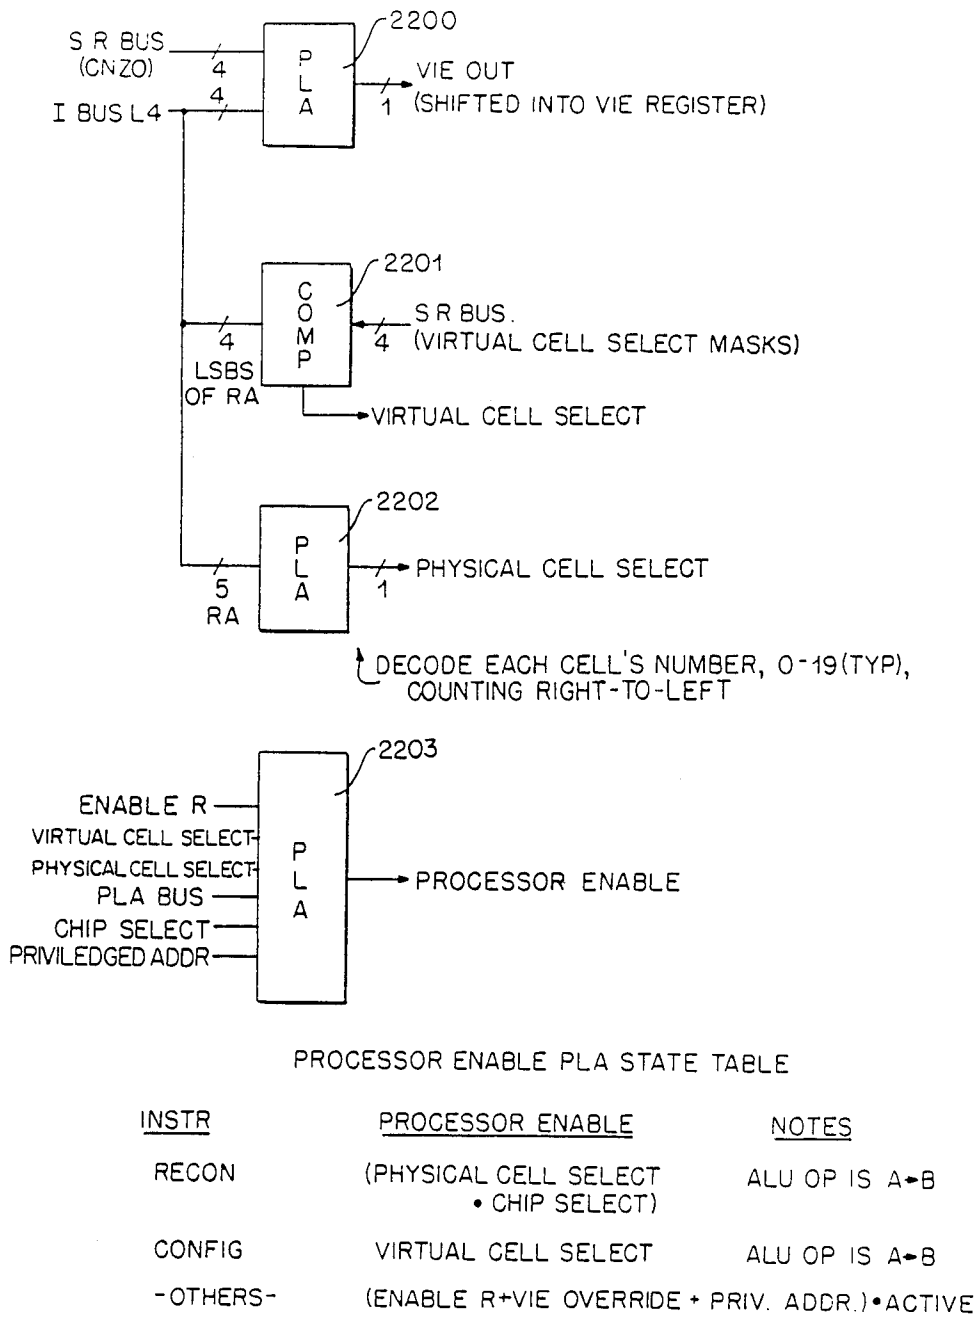 2200
S R BUS
(CNZO)
4
P
L
A
1
VIE OUT
(SHIFTED INTO VIE REGISTER)
4
I BUS L4
2201
C
O
M
P
4
LSBS
OF RA
4
S R BUS.
(VIRTUAL CELL SELECT MASKS)
VIRTUAL CELL SELECT
2202
P
L
A
5
RA
1
PHYSICAL CELL SELECT
DECODE EACH CELL'S NUMBER, 0-19(TYP),
COUNTING RIGHT-TO-LEFT
2203
ENABLE R
VIRTUAL CELL SELECT
PHYSICAL CELL SELECT
PLA BUS
CHIP SELECT
PRIVILEDGED ADDR
P
L
A
PROCESSOR ENABLE
PROCESSOR ENABLE PLA STATE TABLE
INSTR PROCESSOR ENABLE NOTES
RECON (PHYSICAL CELL SELECT ALU OP IS A→B
• CHIP SELECT)
CONFIG VIRTUAL CELL SELECT ALU OP IS A→B
-OTHERS- (ENABLE R+VIE OVERRIDE + PRIV. ADDR.)•ACTIVE